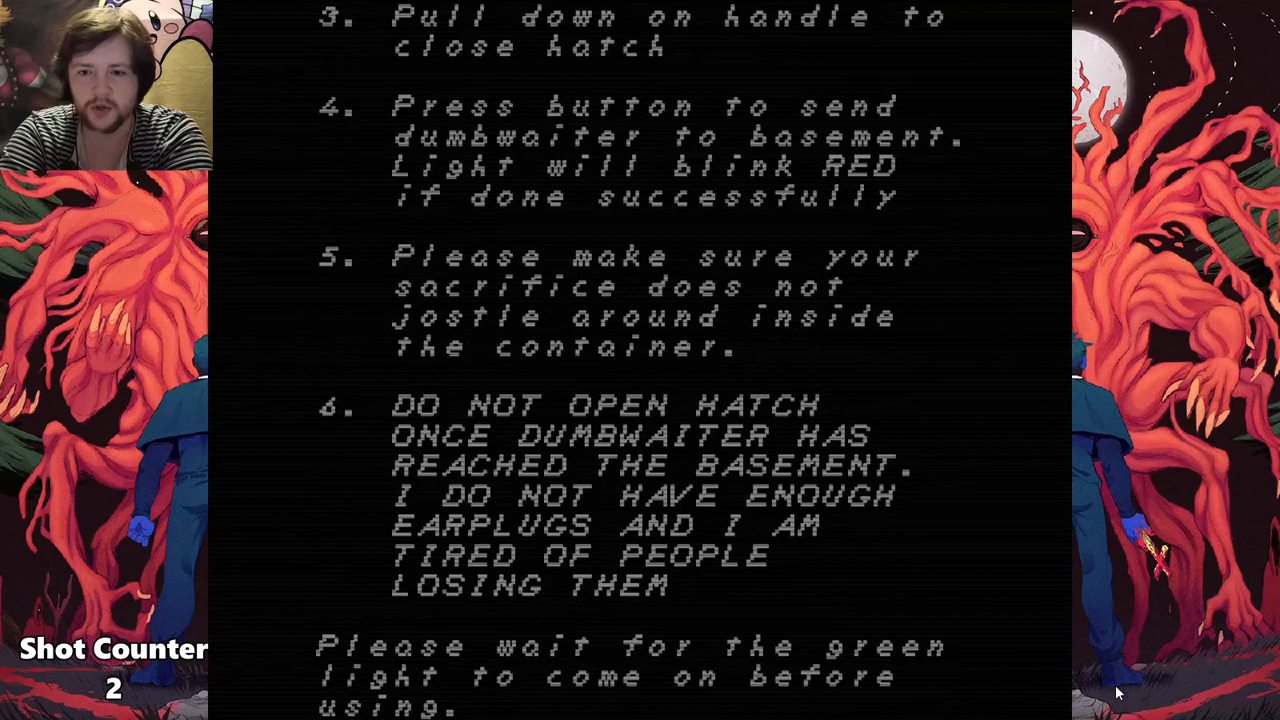 3. Pull down on handle to
close hatch
4. Press button to send
dumbwaiter to basement.
Light will blink RED
if done successfully
5. Please make sure your
sacrifice does not
jostle around inside
the container.
6. DO NOT OPEN HATCH
ONCE DUMBWAITER HAS
REACHED THE BASEMENT.
I DO NOT HAVE ENOUGH
EARPLUGS AND I AM
TIRED OF PEOPLE
LOSING THEM
Please wait for the green
light to come on before
using.
Shot Counter
2